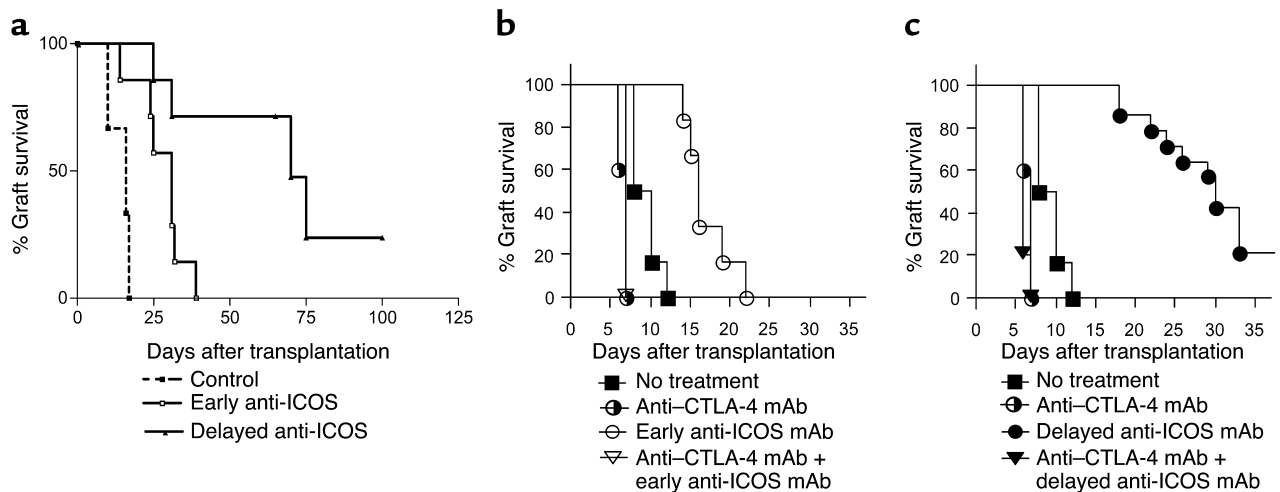 a
% Graft survival
100
50
0
0 25 50 75 100 125
Days after transplantation
Control
Early anti-ICOS
Delayed anti-ICOS
b
% Graft survival
100
80
60
40
20
0
0 5 10 15 20 25 30 35
Days after transplantation
No treatment
Anti–CTLA-4 mAb
Early anti-ICOS mAb
Anti–CTLA-4 mAb +
early anti-ICOS mAb
c
% Graft survival
100
80
60
40
20
0
0 5 10 15 20 25 30 35
Days after transplantation
No treatment
Anti–CTLA-4 mAb
Delayed anti-ICOS mAb
Anti–CTLA-4 mAb +
delayed anti-ICOS mAb